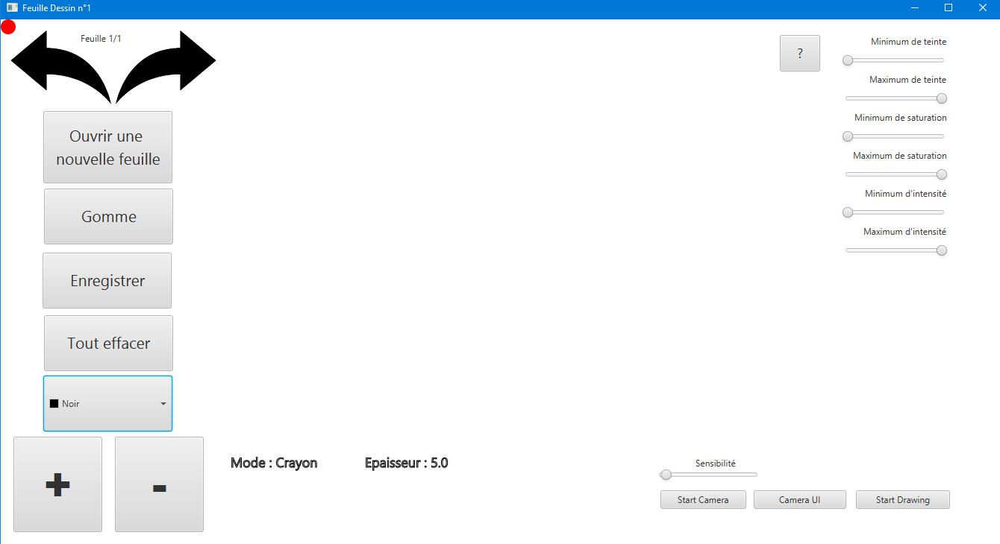 Feuille Dessin n°1
Feuille 1/1
?
Minimum de teinte
Maximum de teinte
Minimum de saturation
Maximum de saturation
Minimum d'intensité
Maximum d'intensité
Ouvrir une
nouvelle feuille
Gomme
Enregistrer
Tout effacer
Noir
+
-
Mode : Crayon
Epaisseur : 5.0
Sensibilité
Start Camera
Camera UI
Start Drawing